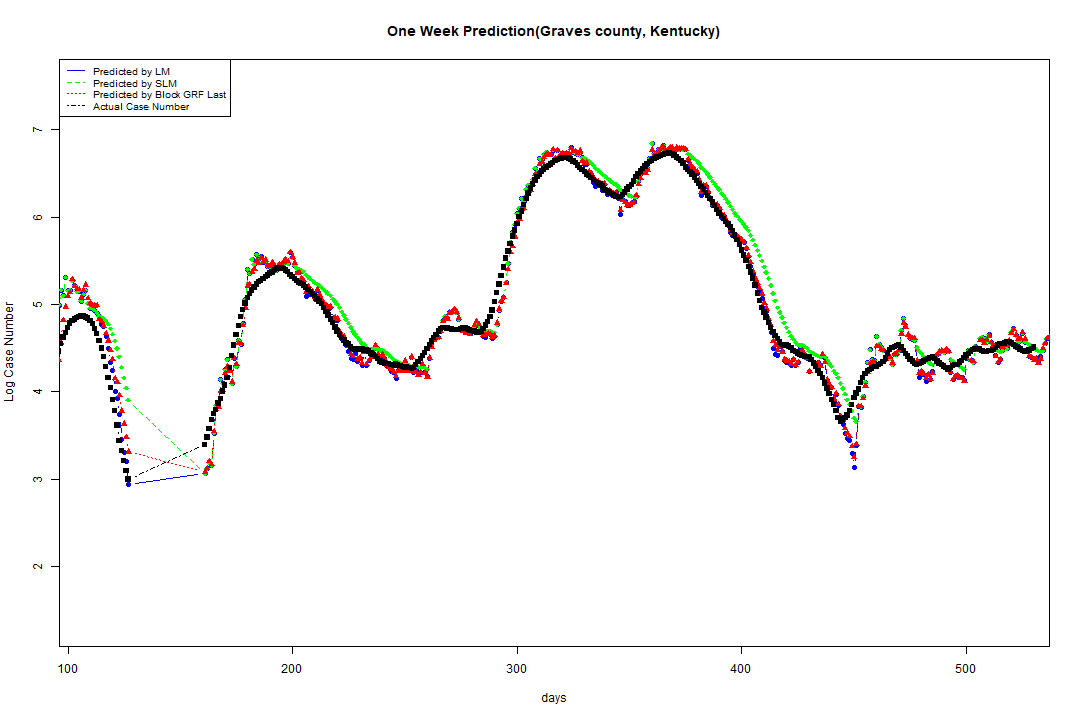 One Week Prediction(Graves county, Kentucky)
Predicted by LM
Predicted by SLM
Predicted by Block GRF Last
Actual Case Number
Log Case Number
7
6
5
4
3
2
100 200 300 400 500
days